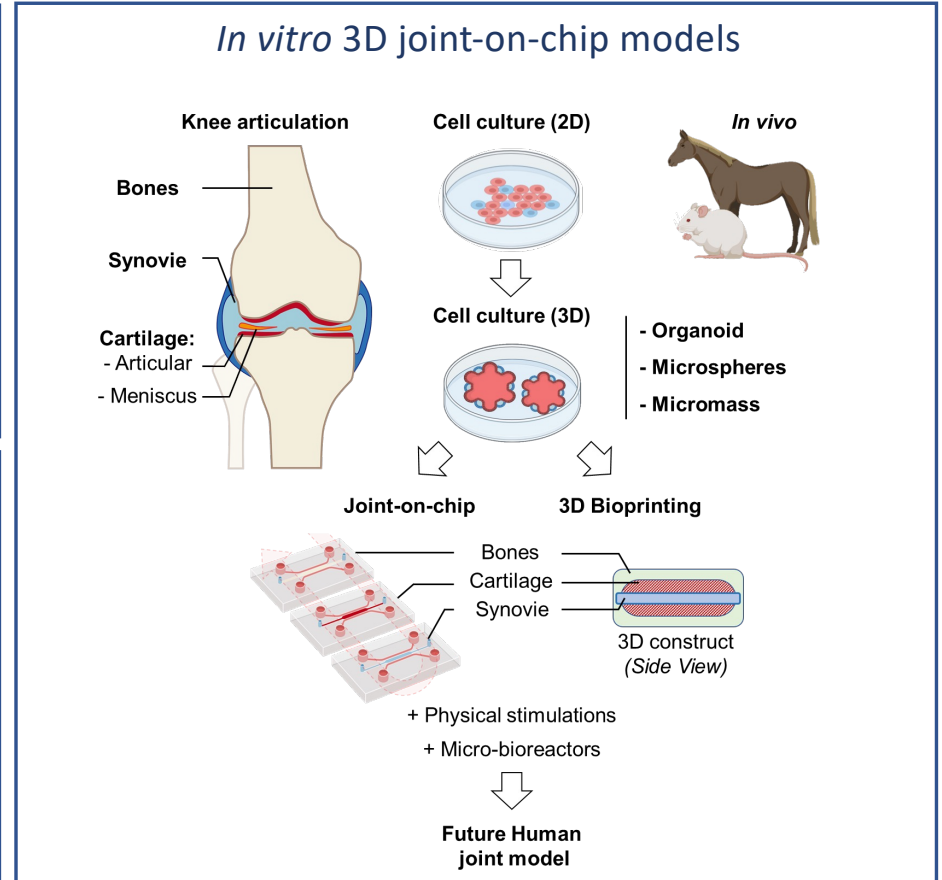 In vitro 3D joint-on-chip models
Knee articulation
Bones
Synovie
Cartilage:
- Articular
- Meniscus
Cell culture (2D)
In vivo
Cell culture (3D)
- Organoid
- Microspheres
- Micromass
Joint-on-chip
3D Bioprinting
Bones
Cartilage
Synovie
3D construct
(Side View)
+ Physical stimulations
+ Micro-bioreactors
Future Human
joint model